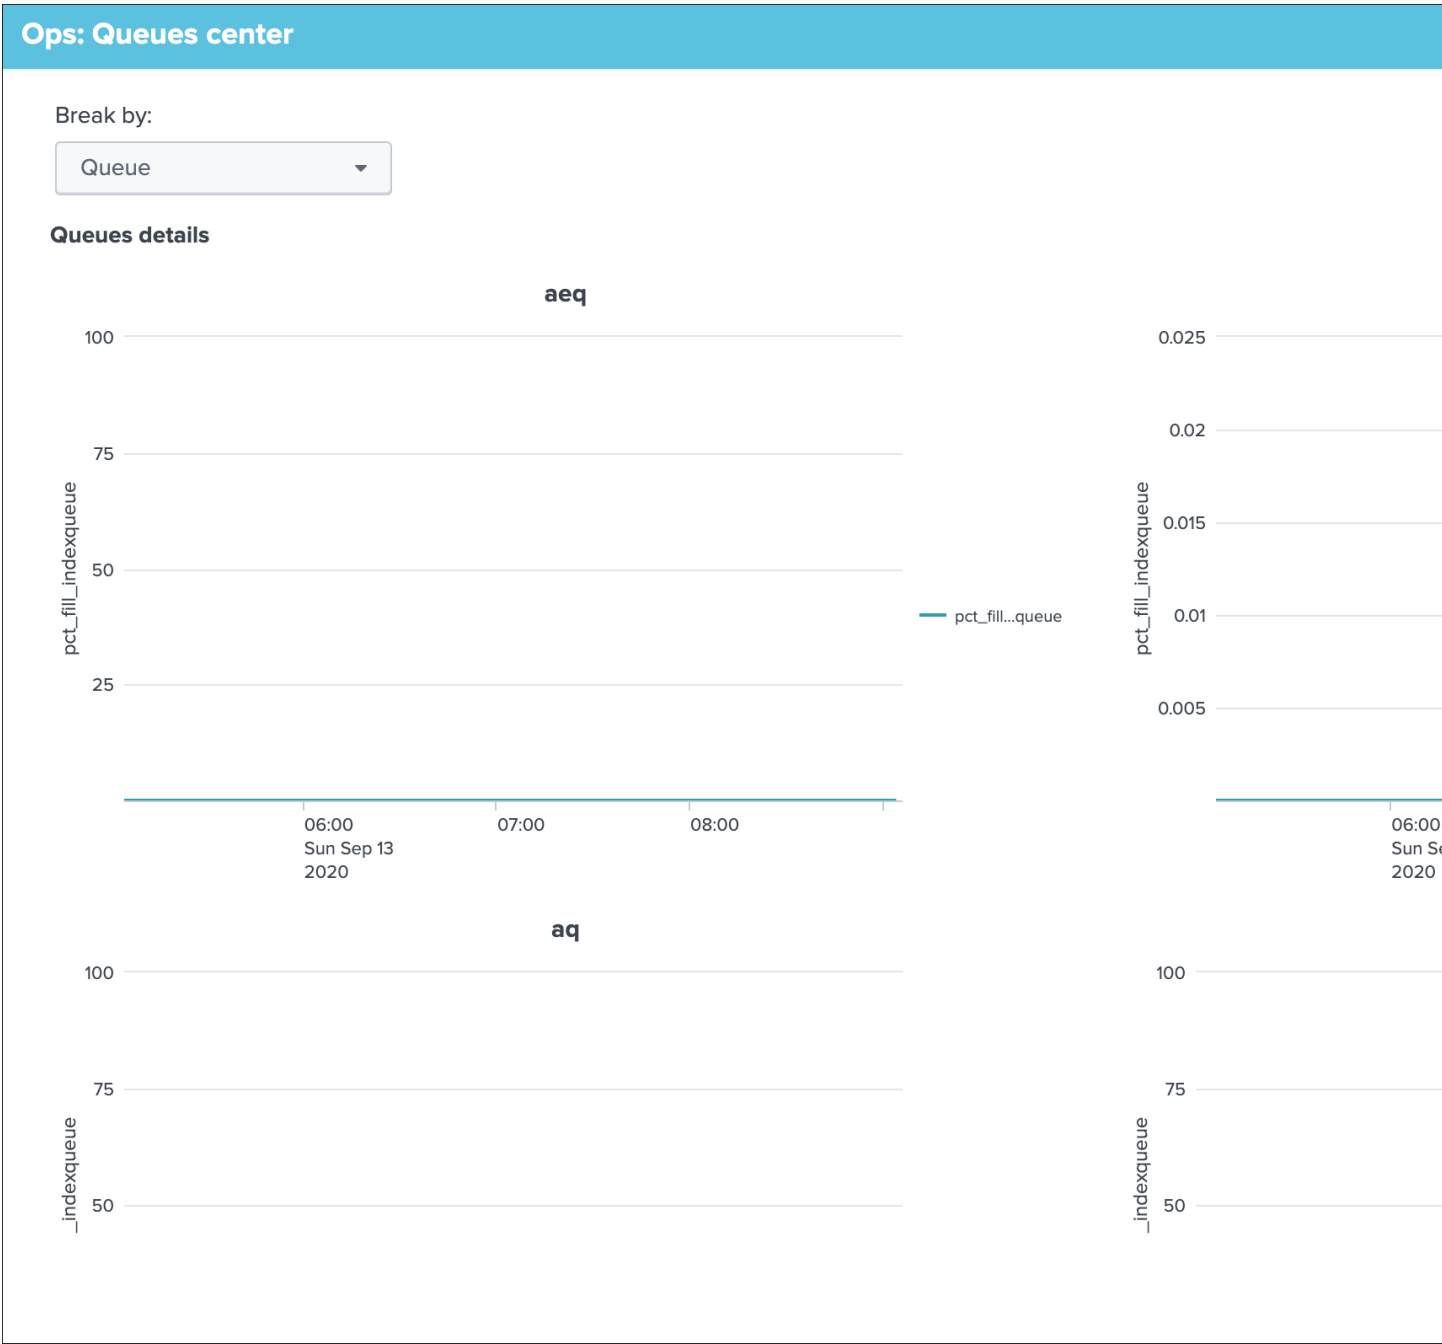 Ops: Queues center
Break by:
Queue
Queues details
aeq
100
75
50
25
pct_fill_indexqueue
pct_fill...queue
06:00
Sun Sep 13
2020
07:00
08:00
0.025
0.02
0.015
0.01
0.005
pct_fill_indexqueue
06:00
Sun Se
2020
aq
100
75
50
_indexqueue
100
75
50
_indexqueue